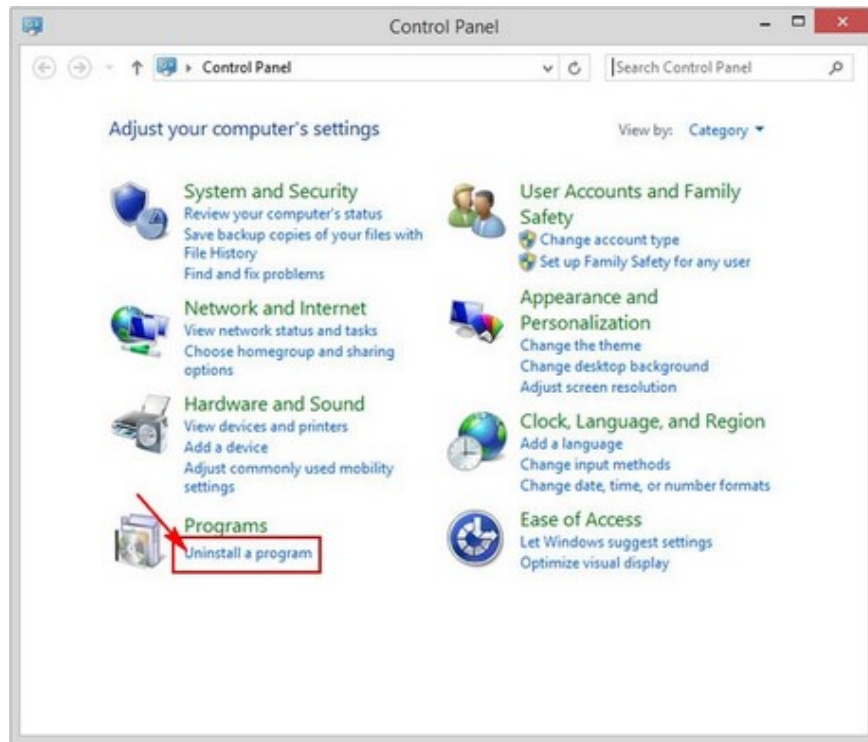 Control Panel
Control Panel
Search Control Panel
Adjust your computer's settings
View by: Category
System and Security
Review your computer's status
Save backup copies of your files with
File History
Find and fix problems
Network and Internet
View network status and tasks
Choose homegroup and sharing
options
Hardware and Sound
View devices and printers
Add a device
Adjust commonly used mobility
settings
Programs
Uninstall a program
User Accounts and Family
Safety
Change account type
Set up Family Safety for any user
Appearance and
Personalization
Change the theme
Change desktop background
Adjust screen resolution
Clock, Language, and Region
Add a language
Change input methods
Change date, time, or number formats
Ease of Access
Let Windows suggest settings
Optimize visual display